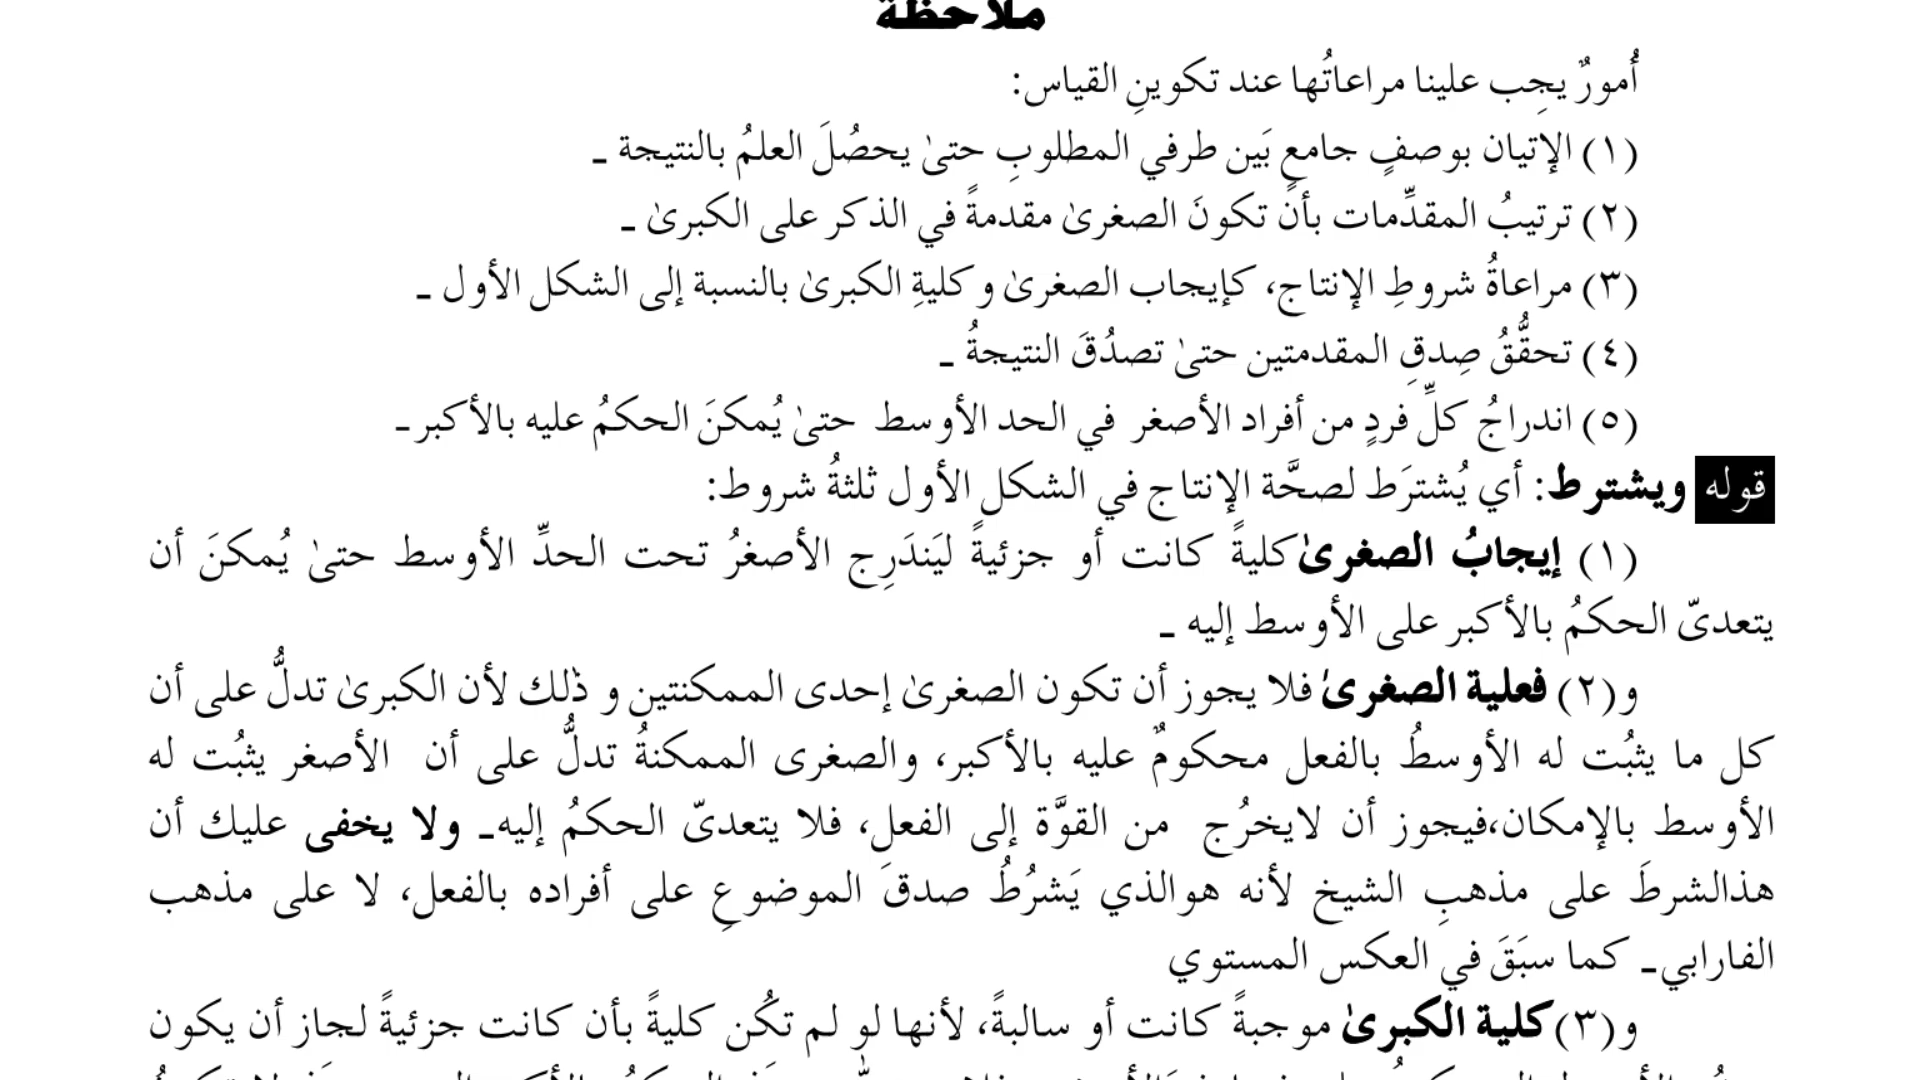 ملاحظة
أُمورٌ يجِب علينا مراعاتُها عند تكوينِ القياس:
(١) الإتيان بوصفٍ جامعٍ بَين طرفي المطلوبِ حتىٰ يحصُلَ العلمُ بالنتيجة ـ
(٢) ترتيبُ المقدِّمات بأن تكونَ الصغرىٰ مقدمةً في الذكر على الكبرىٰ ـ
(٣) مراعاةُ شروطِ الإنتاج، كإيجاب الصغرىٰ وكليةِ الكبرىٰ بالنسبة إلى الشكل الأول ـ
(٤) تحقُّقُ صِدقِ المقدمتين حتىٰ تصدُقَ النتيجةُ ـ
(٥) اندراجُ كلِّ فردٍ من أفراد الأصغر في الحد الأوسط حتىٰ يُمكنَ الحكمُ عليه بالأكبر۔
قوله ويشترط: أي يُشترَط لصحَّة الإنتاج في الشكل الأول ثلثةُ شروط:
(١) إيجابُ الصغرىٰ كليةً كانت أو جزئيةً ليَندَرِج الأصغرُ تحت الحدِّ الأوسط حتىٰ يُمكنَ أن
يتعدىّ الحكمُ بالأكبر على الأوسط إليه ـ
و(٢) فعلية الصغرىٰ فلا يجوز أن تكون الصغرىٰ إحدى الممكنتين و ذٰلك لأن الكبرىٰ تدلُّ على أن
كل ما يثبُت له الأوسطُ بالفعل محكومٌ عليه بالأكبر، والصغرى الممكنةُ تدلُّ على أن الأصغر يثبُت له
الأوسط بالإمكان،فيجوز أن لايخرُج من القوَّة إلى الفعل، فلا يتعدىّ الحكمُ إليه۔ ولا يخفى عليك أن
هذالشرطَ على مذهبِ الشيخ لأنه هوالذي يَشرُطُ صدقَ الموضوعِ على أفراده بالفعل، لا على مذهب
الفارابي۔ كما سبَقَ في العكس المستوي
و(٣) كلية الكبرىٰ موجبةً كانت أو سالبةً، لأنها لو لم تكُن كليةً بأن كانت جزئيةً لجاز أن يكون